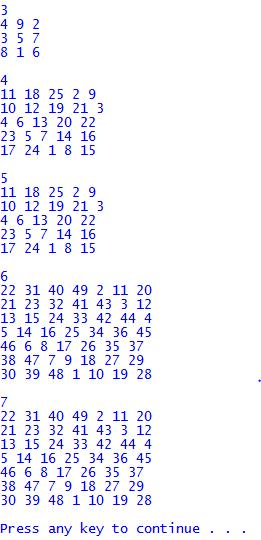 3
4 9 2
3 5 7
8 1 6
4
11 18 25 2 9
10 12 19 21 3
4 6 13 20 22
23 5 7 14 16
17 24 1 8 15
5
11 18 25 2 9
10 12 19 21 3
4 6 13 20 22
23 5 7 14 16
17 24 1 8 15
6
22 31 40 49 2 11 20
21 23 32 41 43 3 12
13 15 24 33 42 44 4
5 14 16 25 34 36 45
46 6 8 17 26 35 37
38 47 7 9 18 27 29
30 39 48 1 10 19 28
.
7
22 31 40 49 2 11 20
21 23 32 41 43 3 12
13 15 24 33 42 44 4
5 14 16 25 34 36 45
46 6 8 17 26 35 37
38 47 7 9 18 27 29
30 39 48 1 10 19 28
Press any key to continue . . .